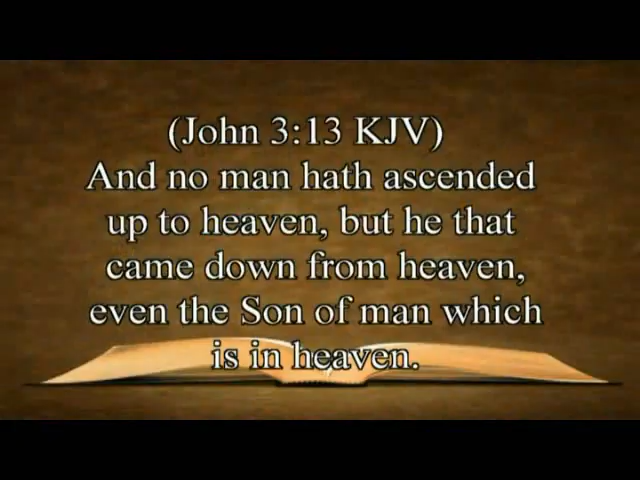 (John 3:13 KJV)
And no man hath ascended
up to heaven, but he that
came down from heaven,
even the Son of man which
is in heaven.